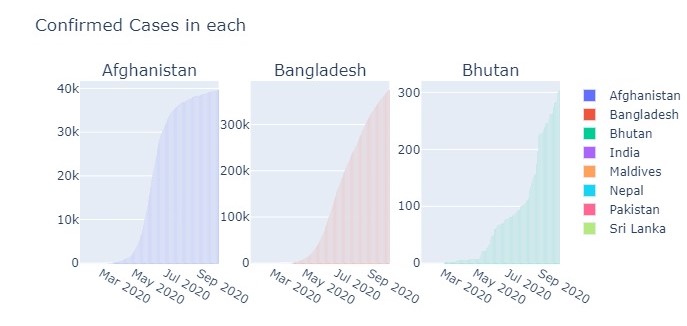 Confirmed Cases in each
Afghanistan
40k
30k
20k
10k
0
Mar 2020
May 2020
Jul 2020
Sep 2020
Bangladesh
300k
200k
100k
0
Mar 2020
May 2020
Jul 2020
Sep 2020
Bhutan
300
200
100
0
Mar 2020
May 2020
Jul 2020
Sep 2020
Afghanistan
Bangladesh
Bhutan
India
Maldives
Nepal
Pakistan
Sri Lanka